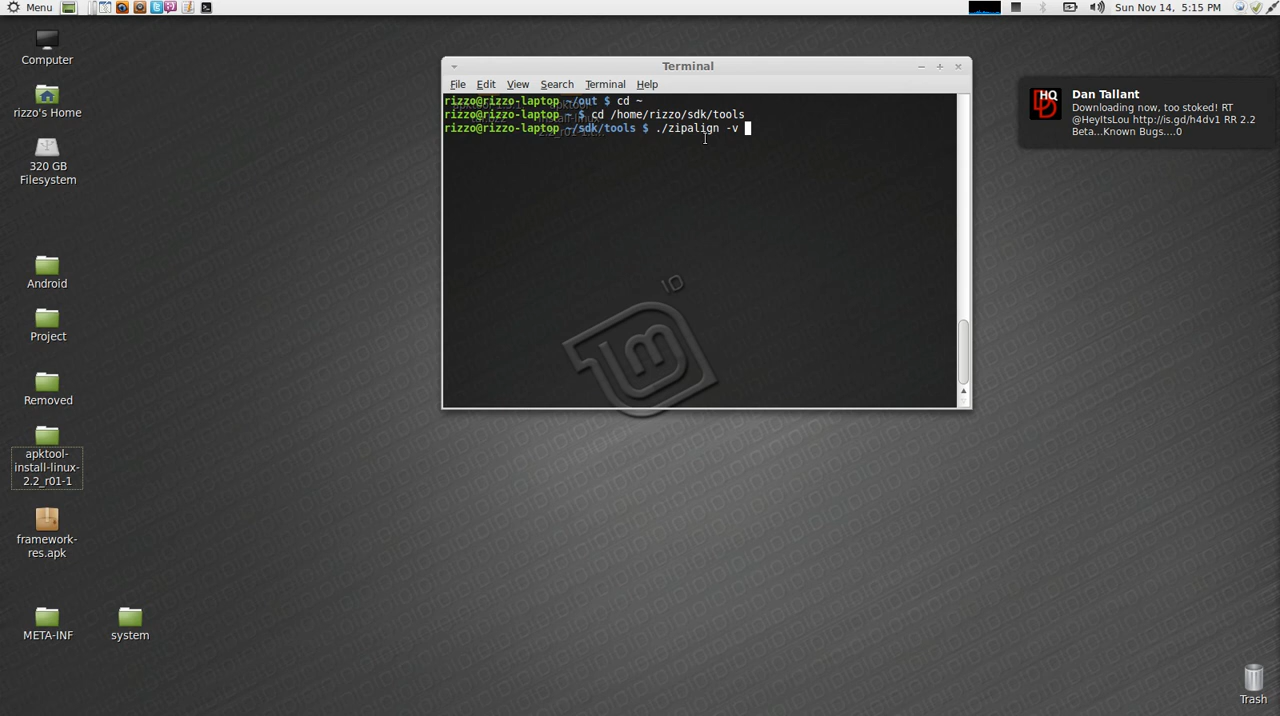 Menu
Sun Nov 14, 5:15 PM
Computer
rizzo's Home
320 GB
Filesystem
Android
Project
Removed
apktool-
install-linux-
2.2_r01-1
framework-
res.apk
META-INF
system
Terminal
File Edit View Search Terminal Help
rizzo@rizzo-laptop ~/out $ cd ~
rizzo@rizzo-laptop ~ $ cd /home/rizzo/sdk/tools
rizzo@rizzo-laptop ~/sdk/tools $ ./zipalign -v
HQ
Dan Tallant
Downloading now, too stoked! RT
@HeyItsLou http://is.gd/h4dv1 RR 2.2
Beta...Known Bugs....0
Trash